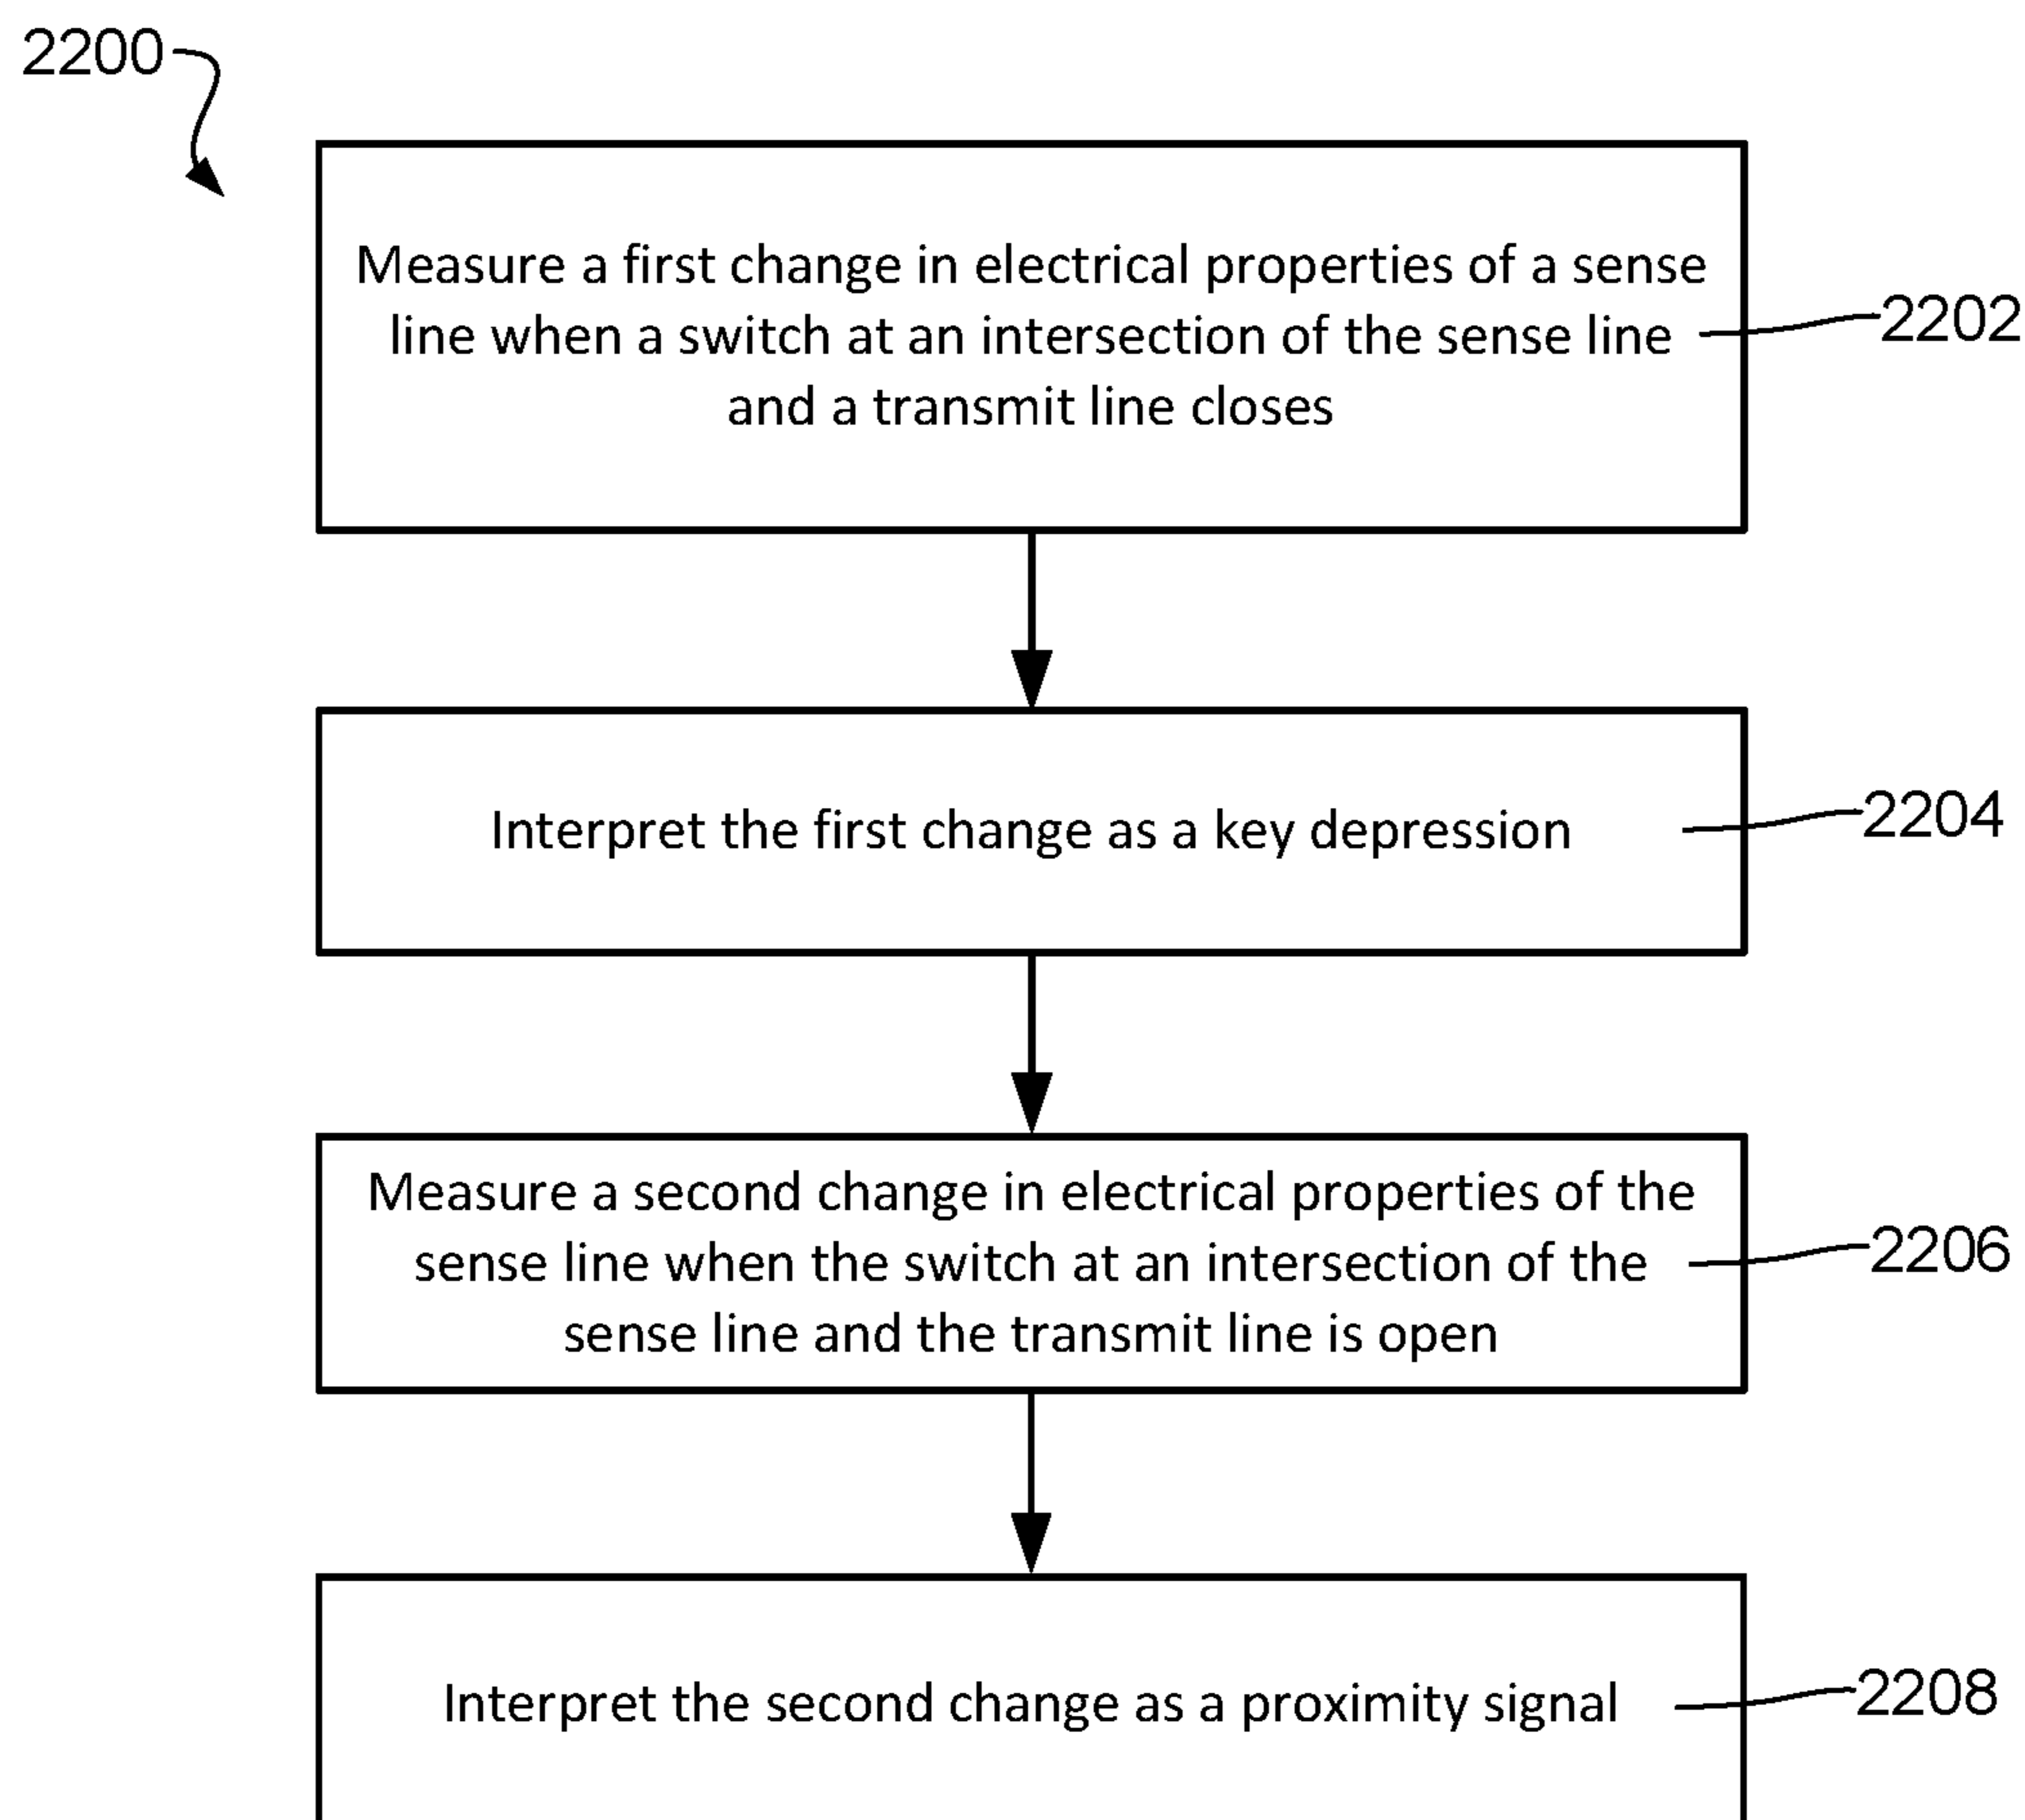 2200
Measure a first change in electrical properties of a sense
line when a switch at an intersection of the sense line
and a transmit line closes
2202
Interpret the first change as a key depression
2204
Measure a second change in electrical properties of the
sense line when the switch at an intersection of the
sense line and the transmit line is open
2206
Interpret the second change as a proximity signal
2208